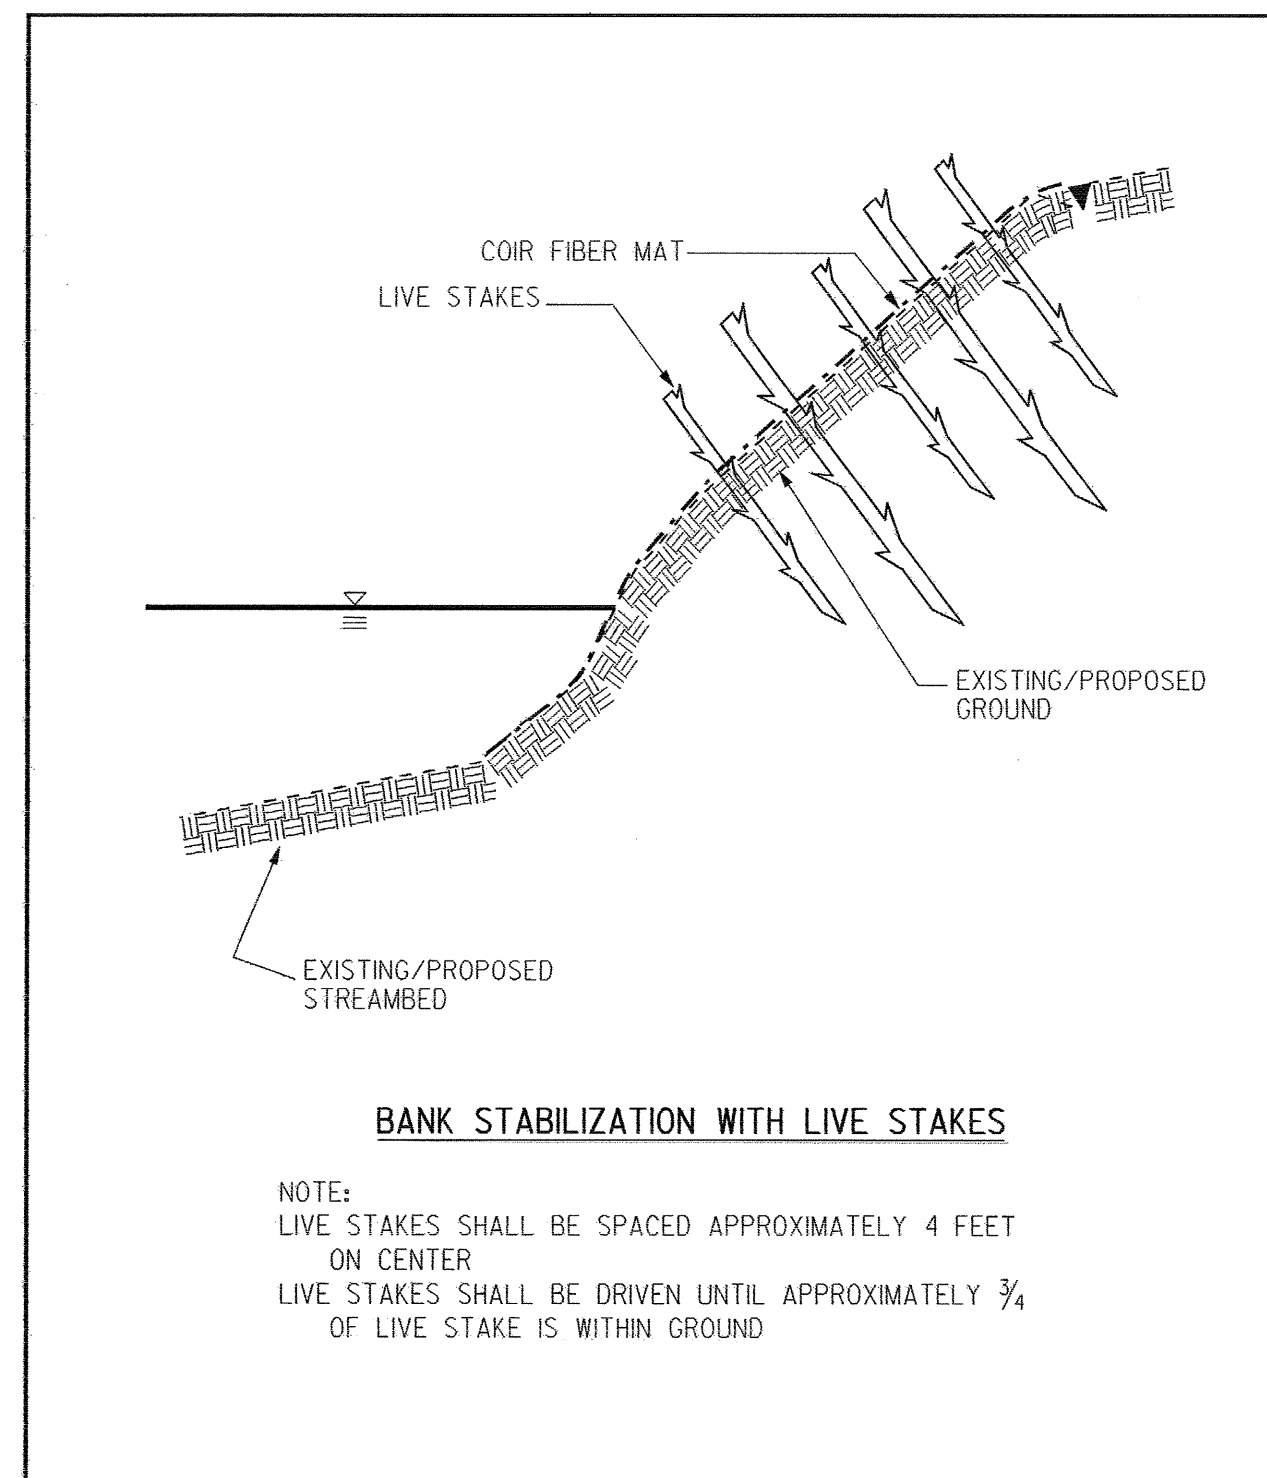 COIR FIBER MAT
LIVE STAKES
EXISTING/PROPOSED
GROUND
EXISTING/PROPOSED
STREAMBED
BANK STABILIZATION WITH LIVE STAKES
NOTE:
LIVE STAKES SHALL BE SPACED APPROXIMATELY 4 FEET
ON CENTER
LIVE STAKES SHALL BE DRIVEN UNTIL APPROXIMATELY ¾
OF LIVE STAKE IS WITHIN GROUND